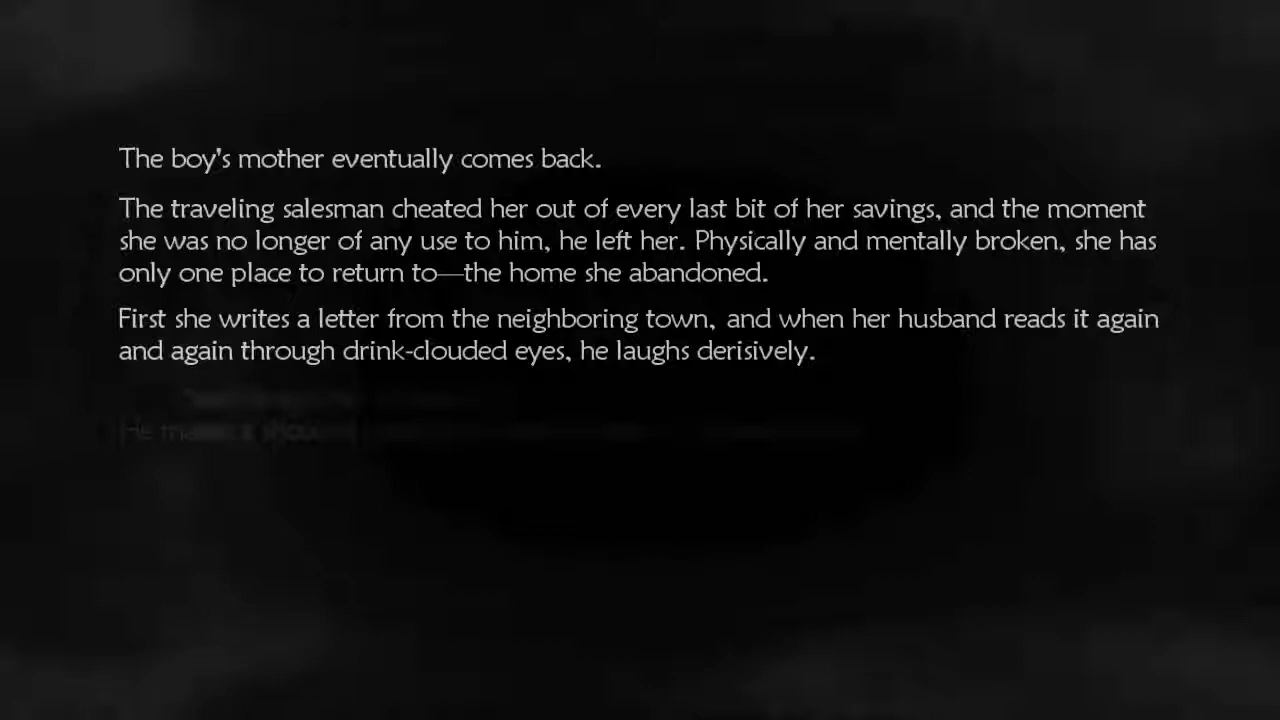 The boy's mother eventually comes back.
The traveling salesman cheated her out of every last bit of her savings, and the moment
she was no longer of any use to him, he left her. Physically and mentally broken, she has
only one place to return to—the home she abandoned.
First she writes a letter from the neighboring town, and when her husband reads it again
and again through drink-clouded eyes, he laughs derisively.
He